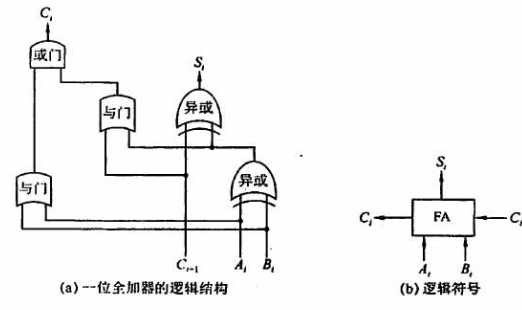 C_i
或门
S_i
与门
异或
与门
异或
S_i
C_i
FA
C_i
C_{i-1}
A_i
B_i
A_i
B_i
(a)一位全加器的逻辑结构
(b)逻辑符号